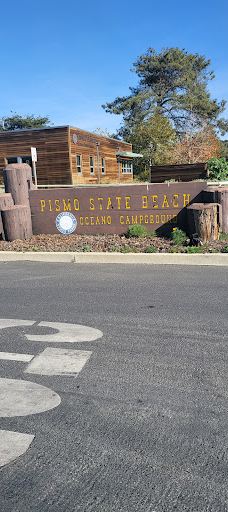 PISMO STATE BEACH
OCEANO CAMPGROUND